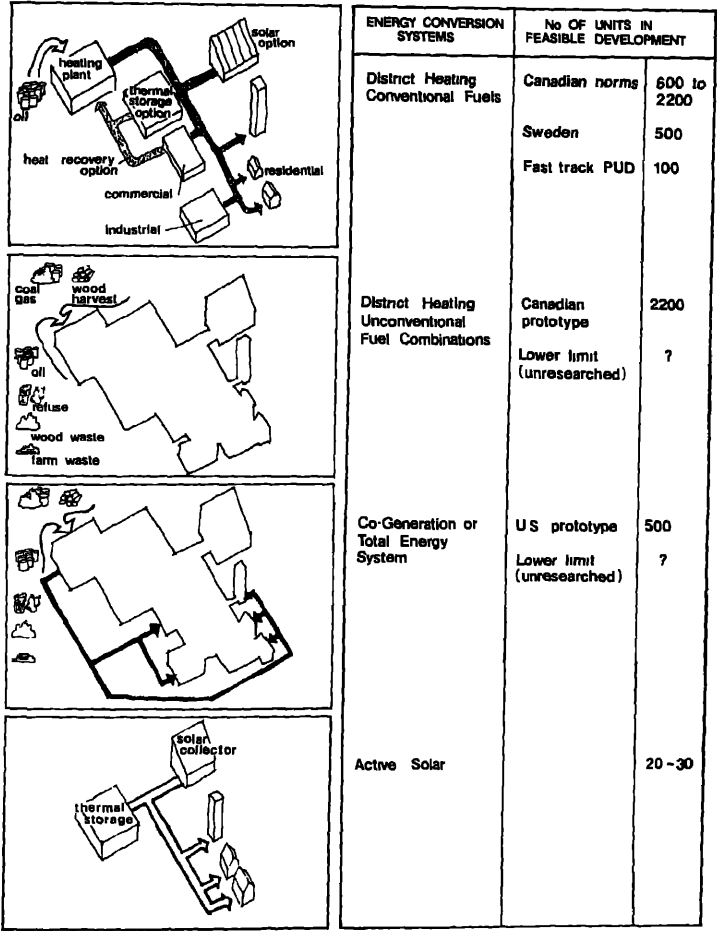 solar
option
heating
plant
thermal
storage
option
oil
heat recovery
option
residential
commercial
industrial
coal
gas
wood
harvest
oil
refuse
wood waste
farm waste
solar
collector
thermal
storage
ENERGY CONVERSION
SYSTEMS
No OF UNITS IN
FEASIBLE DEVELOPMENT
District Heating
Conventional Fuels
Canadian norms
600 to
2200
Sweden
500
Fast track PUD
100
District Heating
Unconventional
Fuel Combinations
Canadian
prototype
2200
Lower limit
(unresearched)
?
Co-Generation or
Total Energy
System
US prototype
500
Lower limit
(unresearched)
?
Active Solar
20-30